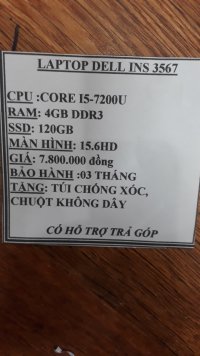 LAPTOP DELL INS 3567
CPU :CORE I5-7200U
RAM: 4GB DDR3
SSD: 120GB
MÀN HÌNH: 15.6HD
GIÁ: 7.800.000 đồng
BẢO HÀNH :03 THÁNG
TẶNG: TÚI CHỐNG XÓC,
CHUỘT KHÔNG DÂY
CÓ HỖ TRỢ TRẢ GÓP